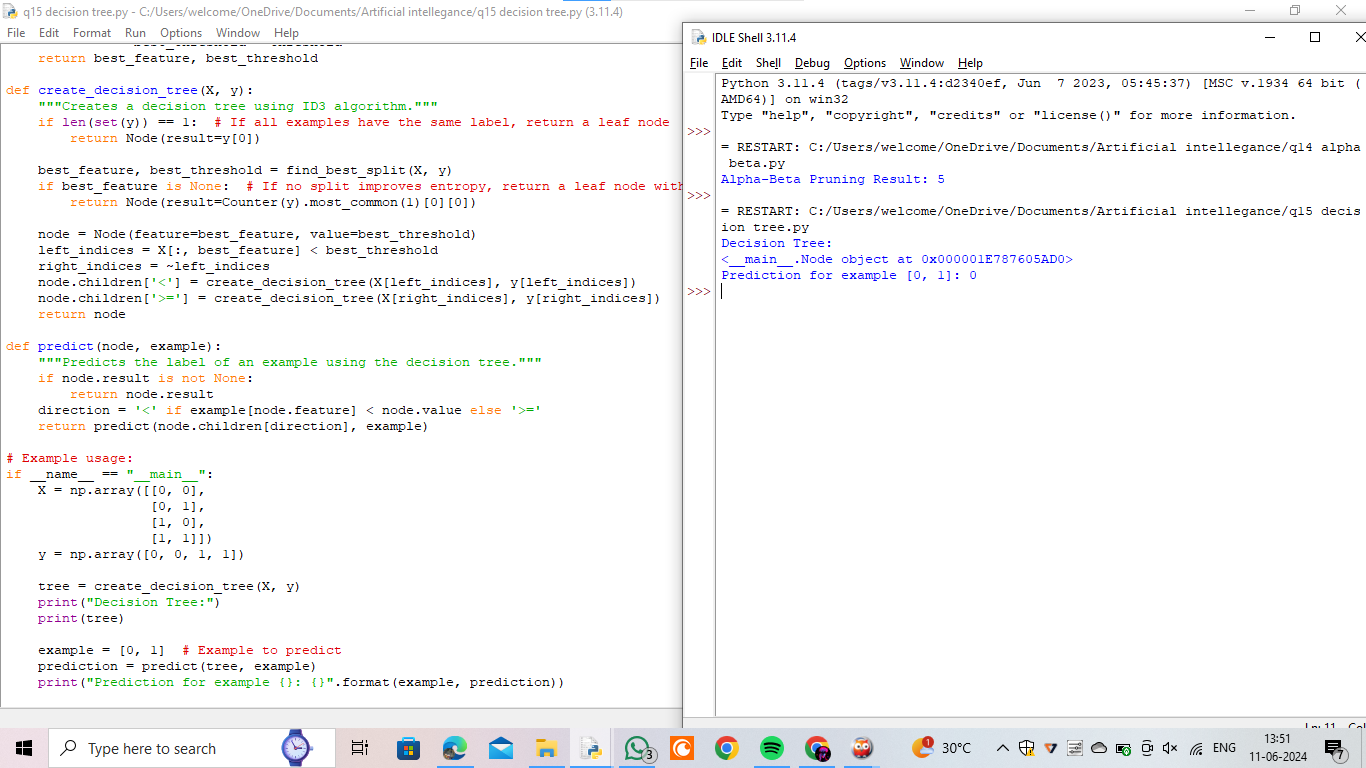 q15 decision tree.py - C:/Users/welcome/OneDrive/Documents/Artificial intellegance/q15 decision tree.py (3.11.4)
File Edit Format Run Options Window Help
return best_feature, best_threshold
def create_decision_tree(X, y):
"""Creates a decision tree using ID3 algorithm."""
if len(set(y)) == 1:  # If all examples have the same label, return a leaf node
return Node(result=y[0])
best_feature, best_threshold = find_best_split(X, y)
if best_feature is None:  # If no split improves entropy, return a leaf node with
return Node(result=Counter(y).most_common(1)[0][0])
node = Node(feature=best_feature, value=best_threshold)
left_indices = X[:, best_feature] < best_threshold
right_indices = ~left_indices
node.children['<'] = create_decision_tree(X[left_indices], y[left_indices])
node.children['>='] = create_decision_tree(X[right_indices], y[right_indices])
return node
def predict(node, example):
"""Predicts the label of an example using the decision tree."""
if node.result is not None:
return node.result
direction = '<' if example[node.feature] < node.value else '>='
return predict(node.children[direction], example)
# Example usage:
if __name__ == "__main__":
X = np.array([[0, 0],
[0, 1],
[1, 0],
[1, 1]])
y = np.array([0, 0, 1, 1])
tree = create_decision_tree(X, y)
print("Decision Tree:")
print(tree)
example = [0, 1]  # Example to predict
prediction = predict(tree, example)
print("Prediction for example {}: {}".format(example, prediction))
IDLE Shell 3.11.4
File Edit Shell Debug Options Window Help
Python 3.11.4 (tags/v3.11.4:d2340ef, Jun  7 2023, 05:45:37) [MSC v.1934 64 bit (
AMD64)] on win32
Type "help", "copyright", "credits" or "license()" for more information.
>>>
= RESTART: C:/Users/welcome/OneDrive/Documents/Artificial intellegance/q14 alpha
beta.py
Alpha-Beta Pruning Result: 5
>>>
= RESTART: C:/Users/welcome/OneDrive/Documents/Artificial intellegance/q15 decis
ion tree.py
Decision Tree:
<__main__.Node object at 0x000001E787605AD0>
Prediction for example [0, 1]: 0
>>>
Type here to search
3
1
30°C
ENG
13:51
11-06-2024
7